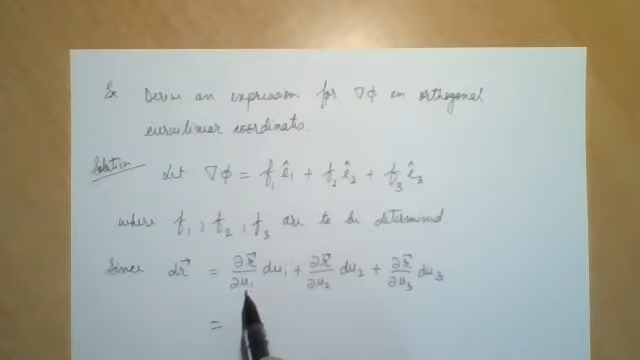 Ex Derive an expression for ∇Φ in orthogonal
curvilinear coordinates.
Solution Let ∇Φ = f₁ ê₁ + f₂ ê₂ + f₃ ê₃
where f₁, f₂, f₃ are to be determined
Since dr⃗ = ∂r⃗/∂u₁ du₁ + ∂r⃗/∂u₂ du₂ + ∂r⃗/∂u₃ du₃
=